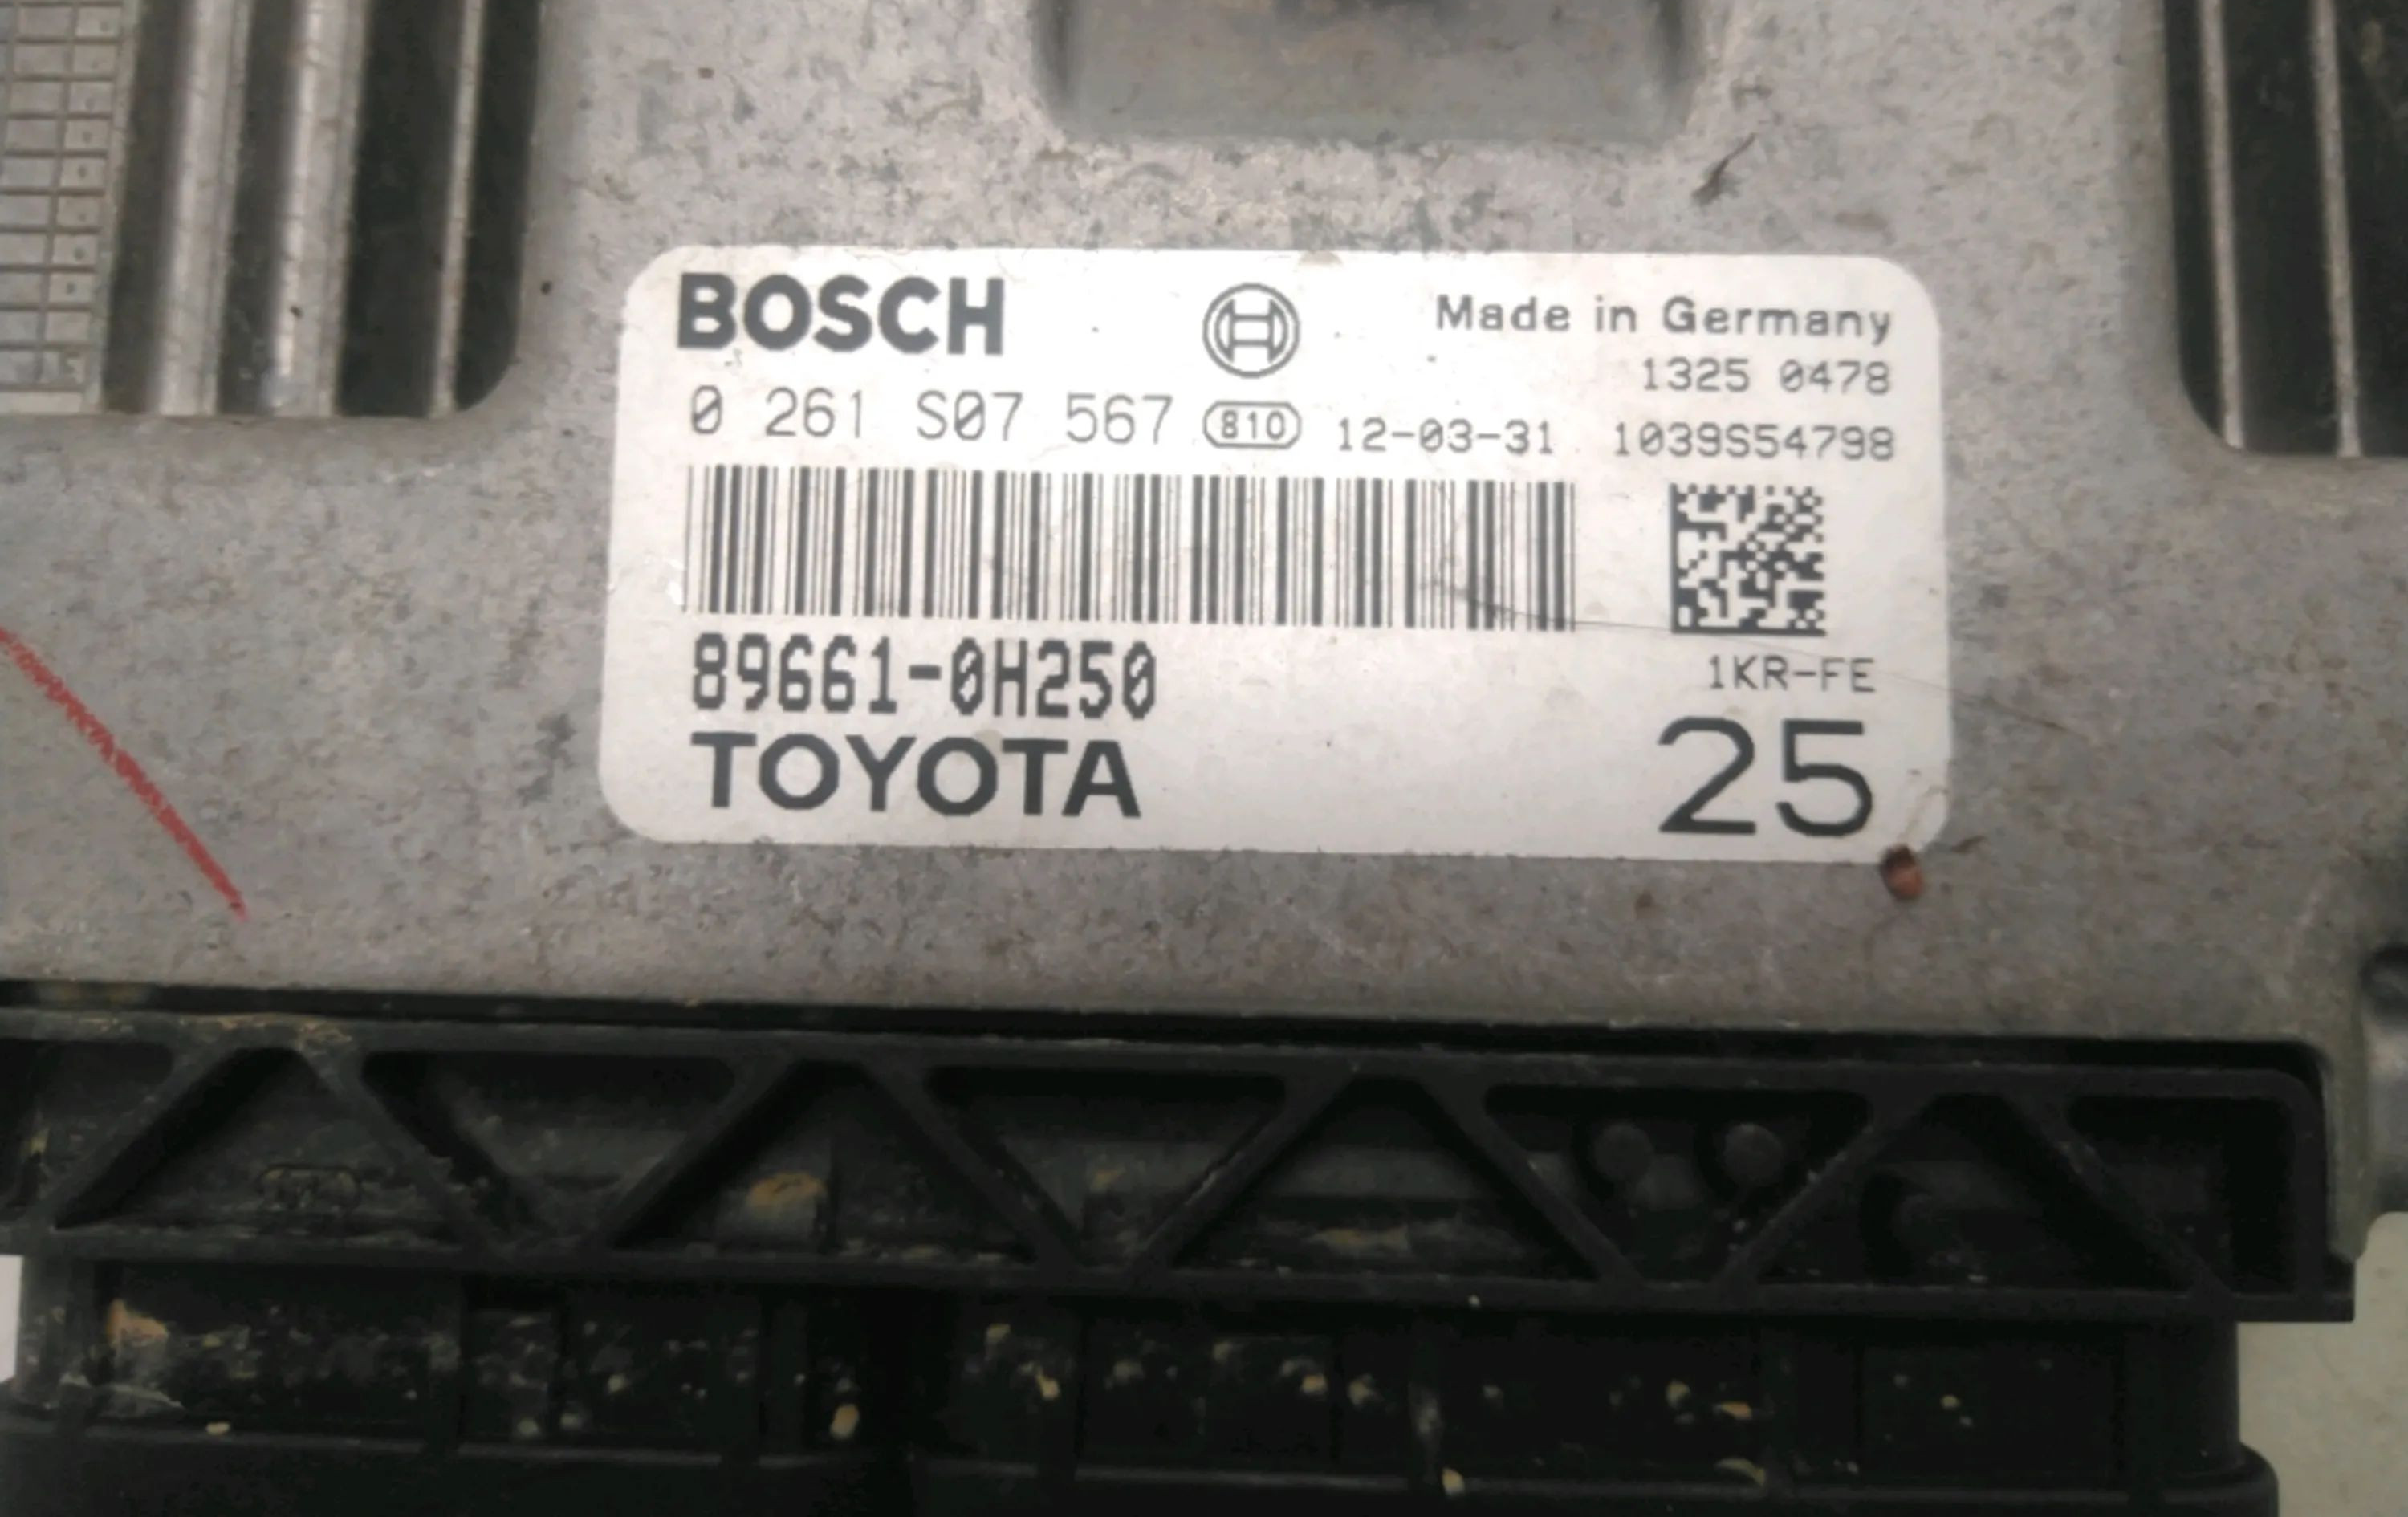 BOSCH
Made in Germany
1325 0478
0 261 S07 567 810 12-03-31 1039S54798
89661-0H250
1KR-FE
TOYOTA
25